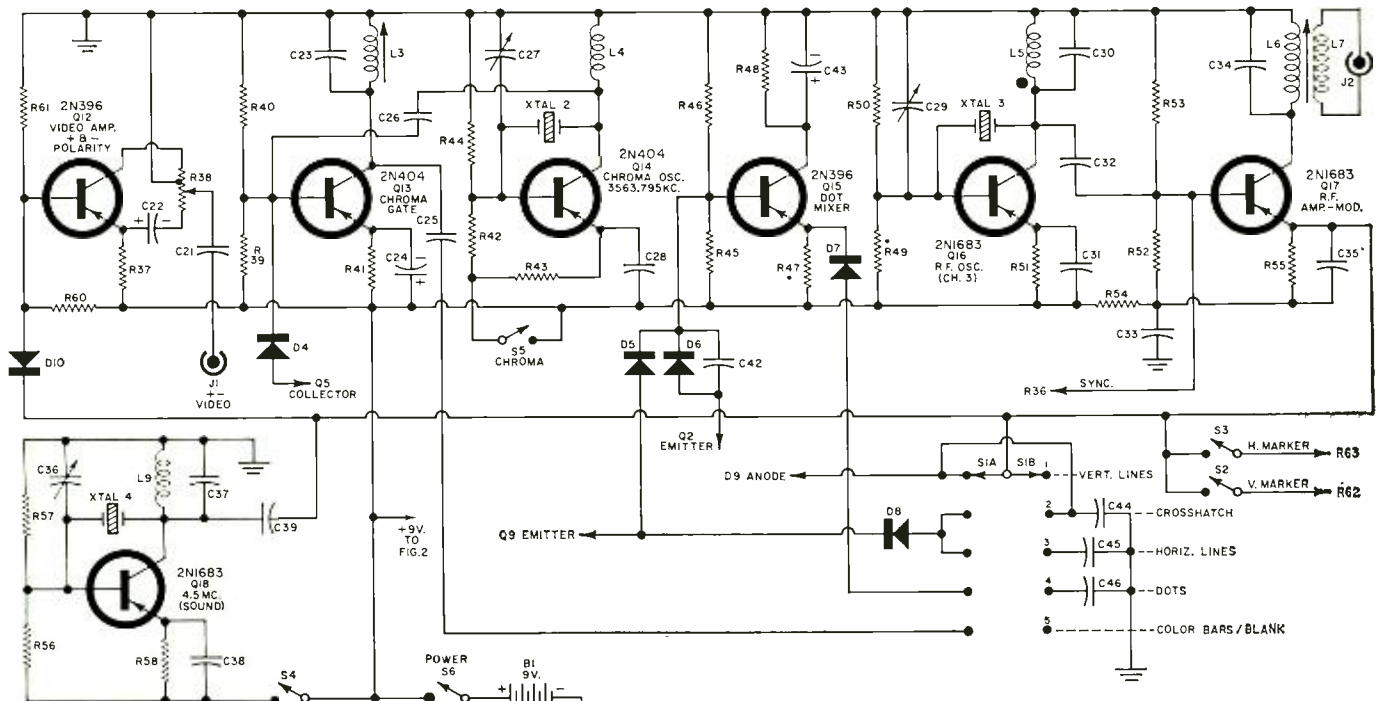 R61
2N396
Q12
VIDEO AMP.
+ & -
POLARITY
R38
+ C22 -
R37
C21
R60
D10
J1
+-
VIDEO
R40
C23
L3
C26
2N404
Q13
CHROMA
GATE
R
39
R41
C24
-
+
C25
D4
Q5
COLLECTOR
C27
L4
XTAL 2
R44
2N404
Q14
CHROMA OSC.
3563.795KC.
R42
R43
C28
S5
CHROMA
R46
R48
-
C43
+
2N396
Q15
DOT
MIXER
R45
R47
D7
D5
D6
C42
Q2
EMITTER
R50
C29
L5
C30
XTAL 3
C32
R49
2N1683
Q16
R.F. OSC.
(CH. 3)
R51
C31
R54
R53
R52
C33
R36
SYNC.
C34
L6
L7
J2
2N1683
Q17
R.F.
AMP.-MOD.
R55
C35
S3
H. MARKER
R63
S2
V. MARKER
R62
D9 ANODE
S1A
S1B
1
VERT. LINES
2
C44
CROSSHATCH
Q9 EMITTER
D8
3
C45
HORIZ. LINES
4
C46
DOTS
5
COLOR BARS/BLANK
C36
L9
C37
XTAL 4
C39
R57
2N1683
Q18
4.5 MC.
(SOUND)
R56
R58
C38
+9V.
TO
FIG.2
S4
POWER
S6
B1
9V.
+ -